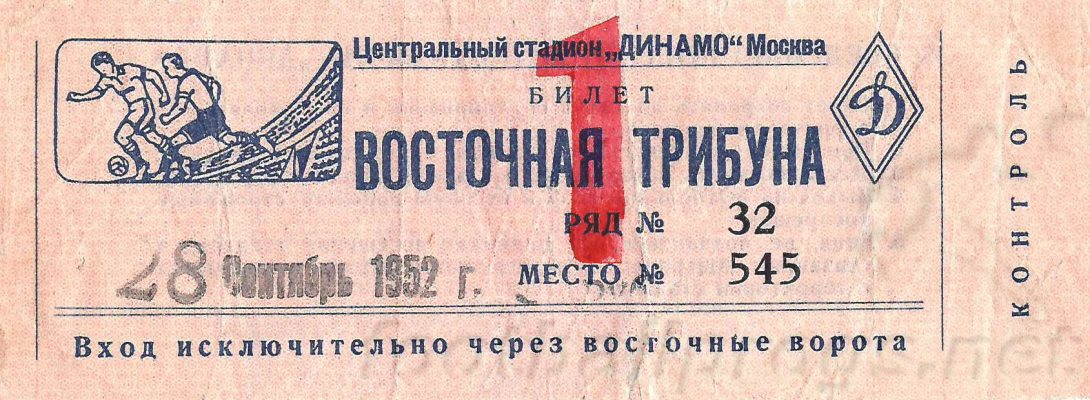 Центральный стадион „ДИНАМО“ Москва
БИЛЕТ
1
ВОСТОЧНАЯ ТРИБУНА
Д
РЯД № 32
МЕСТО № 545
28 Сентябрь 1952 г.
Вход исключительно через восточные ворота
КОНТРОЛЬ